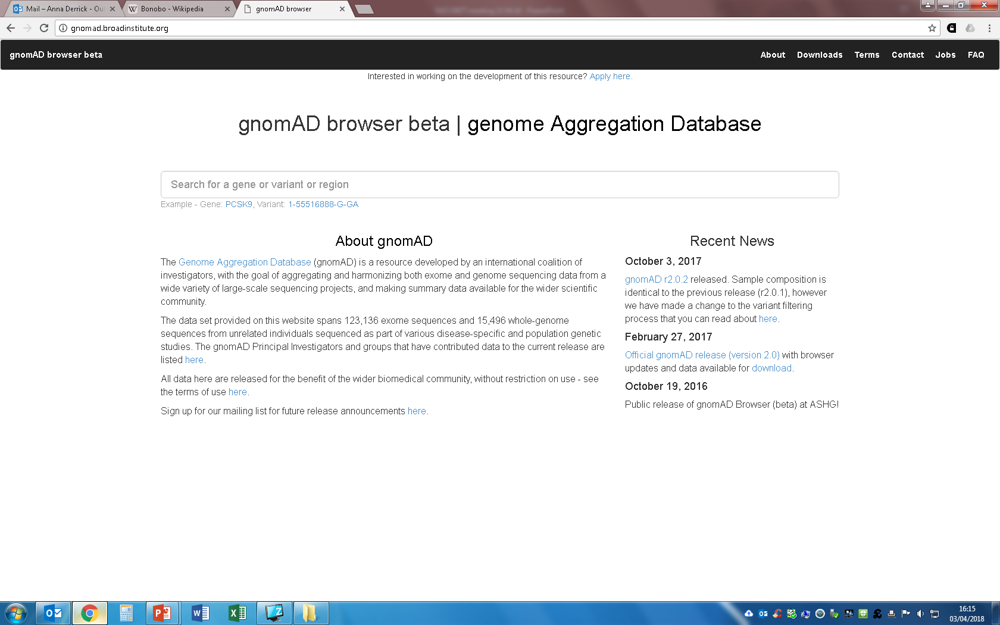 Mail – Anna Derrick - Ou
Bonobo - Wikipedia
gnomAD browser
gnomad.broadinstitute.org
gnomAD browser beta
About Downloads Terms Contact Jobs FAQ
Interested in working on the development of this resource? Apply here.
gnomAD browser beta | genome Aggregation Database
Search for a gene or variant or region
Example - Gene: PCSK9, Variant: 1-55516888-G-GA
About gnomAD
The Genome Aggregation Database (gnomAD) is a resource developed by an international coalition of
investigators, with the goal of aggregating and harmonizing both exome and genome sequencing data from a
wide variety of large-scale sequencing projects, and making summary data available for the wider scientific
community.
The data set provided on this website spans 123,136 exome sequences and 15,496 whole-genome
sequences from unrelated individuals sequenced as part of various disease-specific and population genetic
studies. The gnomAD Principal Investigators and groups that have contributed data to the current release are
listed here.
All data here are released for the benefit of the wider biomedical community, without restriction on use - see
the terms of use here.
Sign up for our mailing list for future release announcements here.
Recent News
October 3, 2017
gnomAD r2.0.2 released. Sample composition is
identical to the previous release (r2.0.1), however
we have made a change to the variant filtering
process that you can read about here.
February 27, 2017
Official gnomAD release (version 2.0) with browser
updates and data available for download.
October 19, 2016
Public release of gnomAD Browser (beta) at ASHG!
16:15
03/04/2018